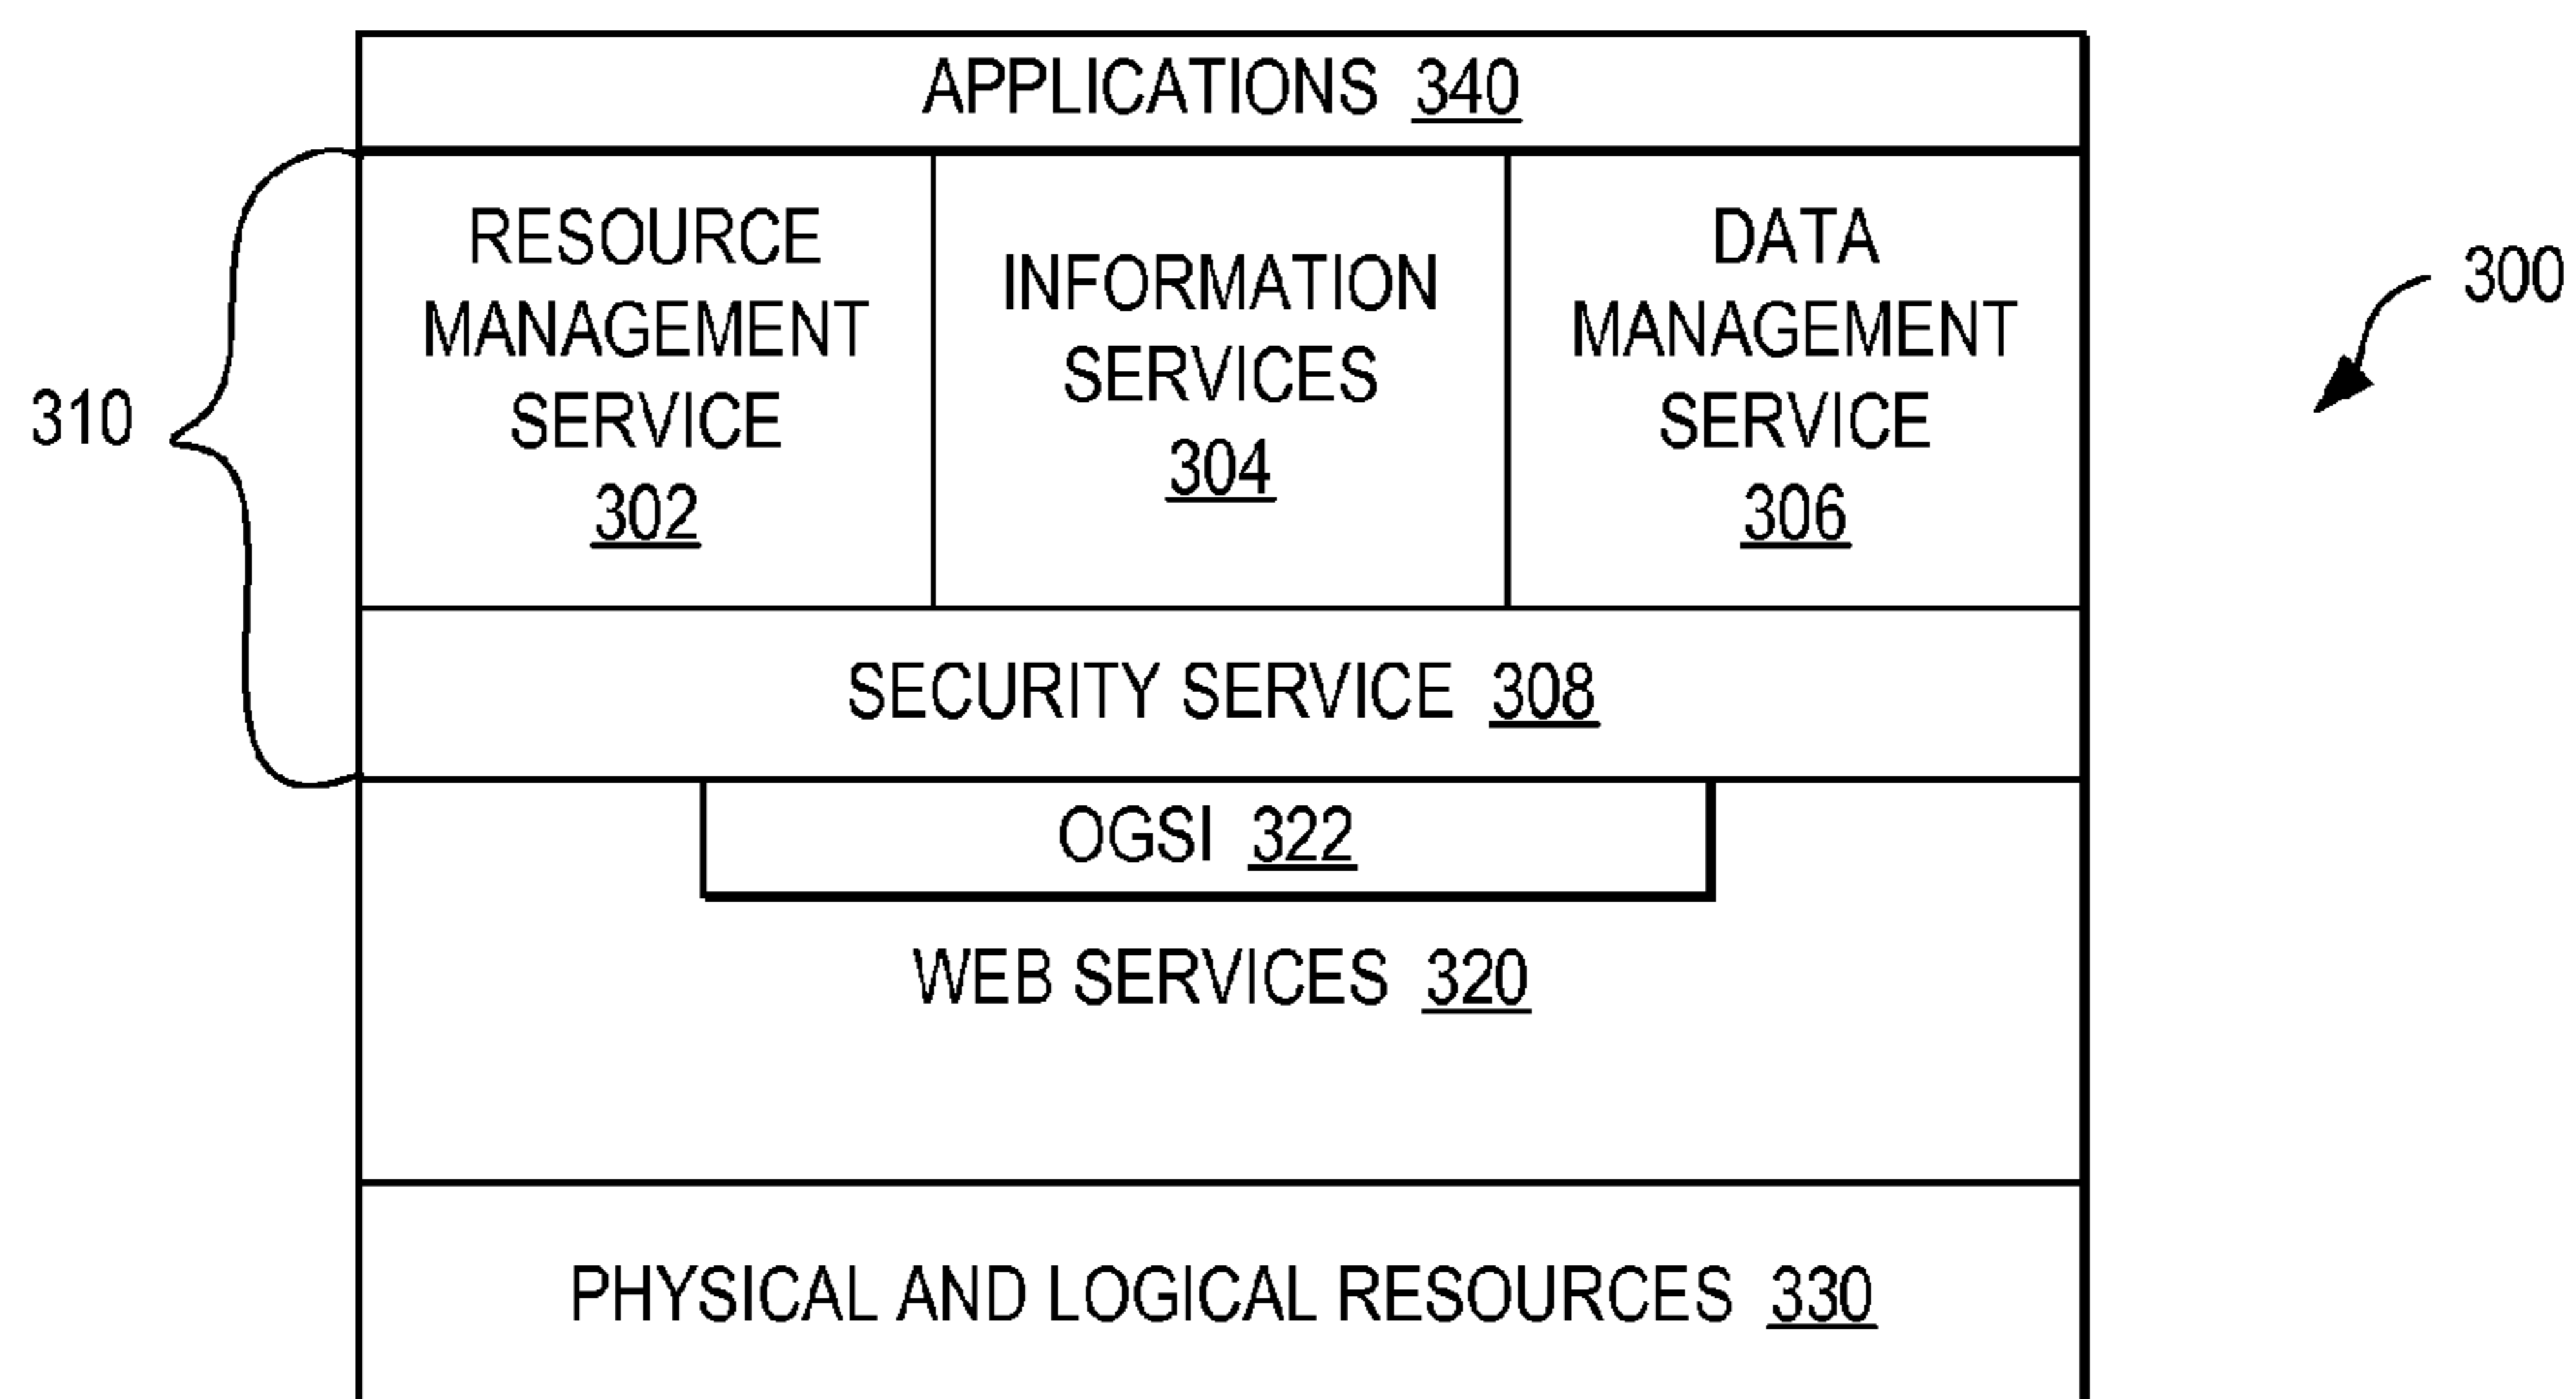 APPLICATIONS 340
RESOURCE
MANAGEMENT
SERVICE
302
INFORMATION
SERVICES
304
DATA
MANAGEMENT
SERVICE
306
300
310
SECURITY SERVICE 308
OGSI 322
WEB SERVICES 320
PHYSICAL AND LOGICAL RESOURCES 330